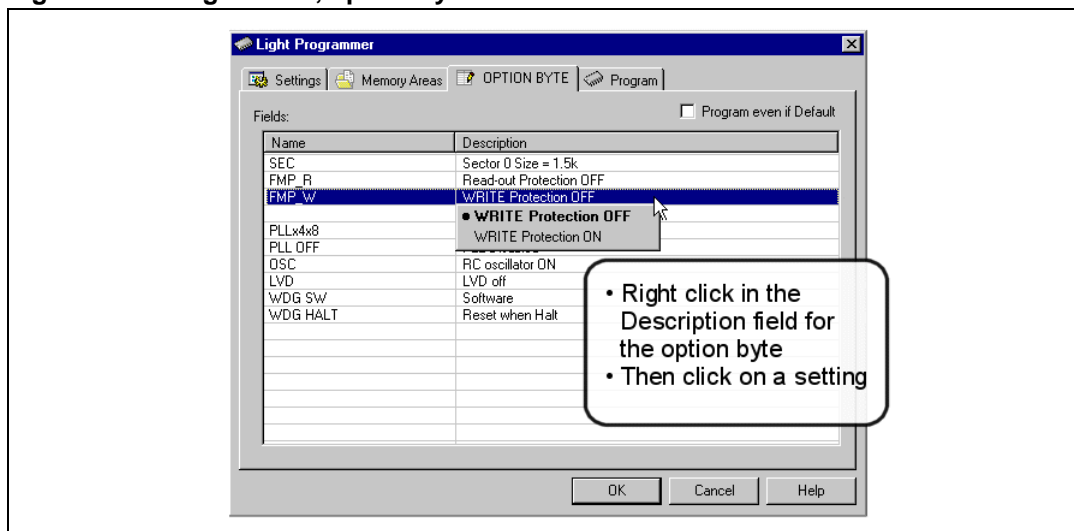 Light Programmer
Settings Memory Areas OPTION BYTE Program
Fields: Program even if Default
Name Description
SEC Sector 0 Size = 1.5k
FMP_R Read-out Protection OFF
FMP_W WRITE Protection OFF
• WRITE Protection OFF
WRITE Protection ON
PLLx4x8
PLL OFF
OSC RC oscillator ON
LVD LVD off
WDG SW Software
WDG HALT Reset when Halt
• Right click in the
Description field for
the option byte
• Then click on a setting
OK Cancel Help